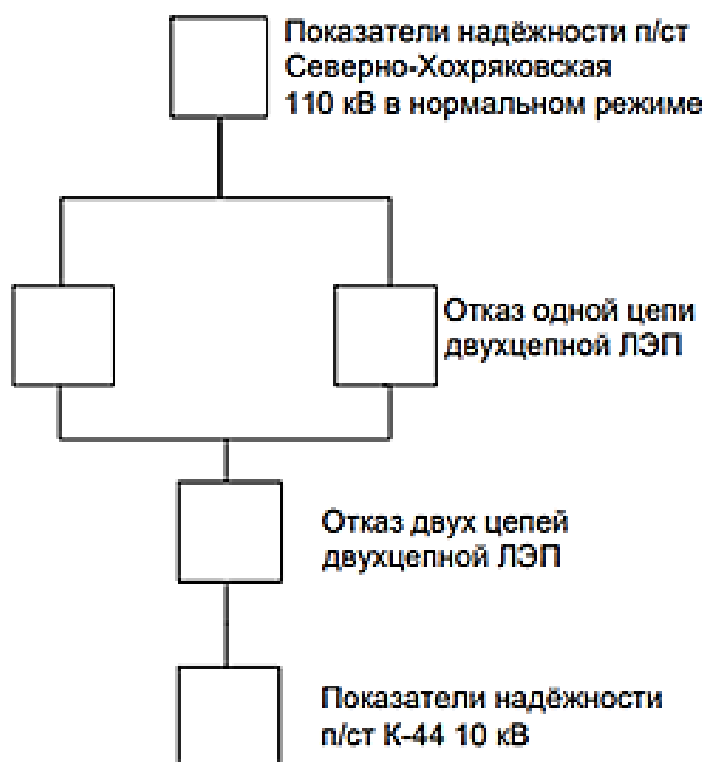 Показатели надёжности п/ст
Северно-Хохряковская
110 кВ в нормальном режиме
Отказ одной цепи
двухцепной ЛЭП
Отказ двух цепей
двухцепной ЛЭП
Показатели надёжности
п/ст К-44 10 кВ